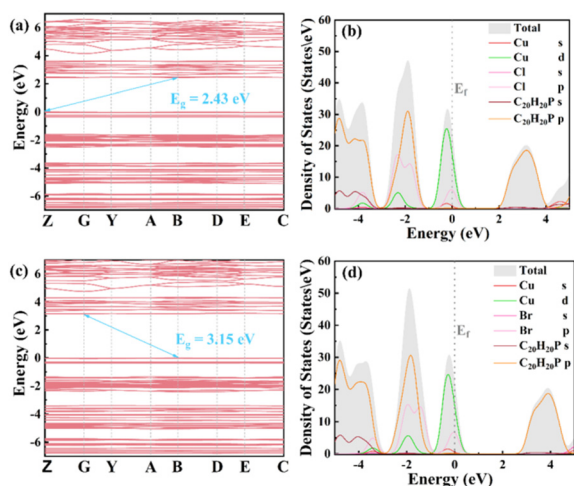 (a)
6
4
2
0
-2
-4
-6
Energy (eV)
E_g = 2.43 eV
Z G Y A B D E C
(b)
50
40
30
20
10
0
Density of States (States\eV)
Total
Cu s
Cu d
Cl s
Cl p
C20H20P s
C20H20P p
E_f
-4 -2 0 2 4
Energy (eV)
(c)
6
4
2
0
-2
-4
-6
Energy (eV)
E_g = 3.15 eV
Z G Y A B D E C
(d)
60
50
40
30
20
10
0
Density of States (States\eV)
Total
Cu s
Cu d
Br s
Br p
C20H20P s
C20H20P p
E_f
-4 -2 0 2 4
Energy (eV)